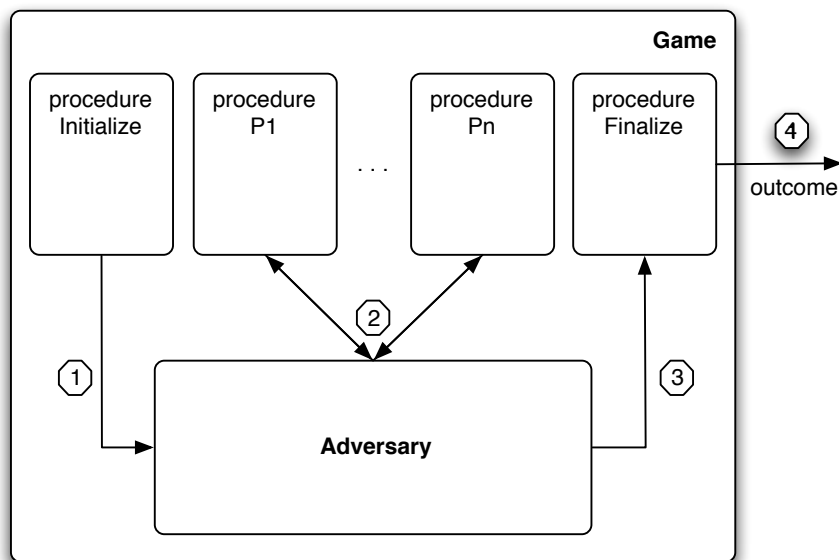 Game
procedure
Initialize
procedure
P1
. . .
procedure
Pn
procedure
Finalize
4
outcome
2
1
3
Adversary